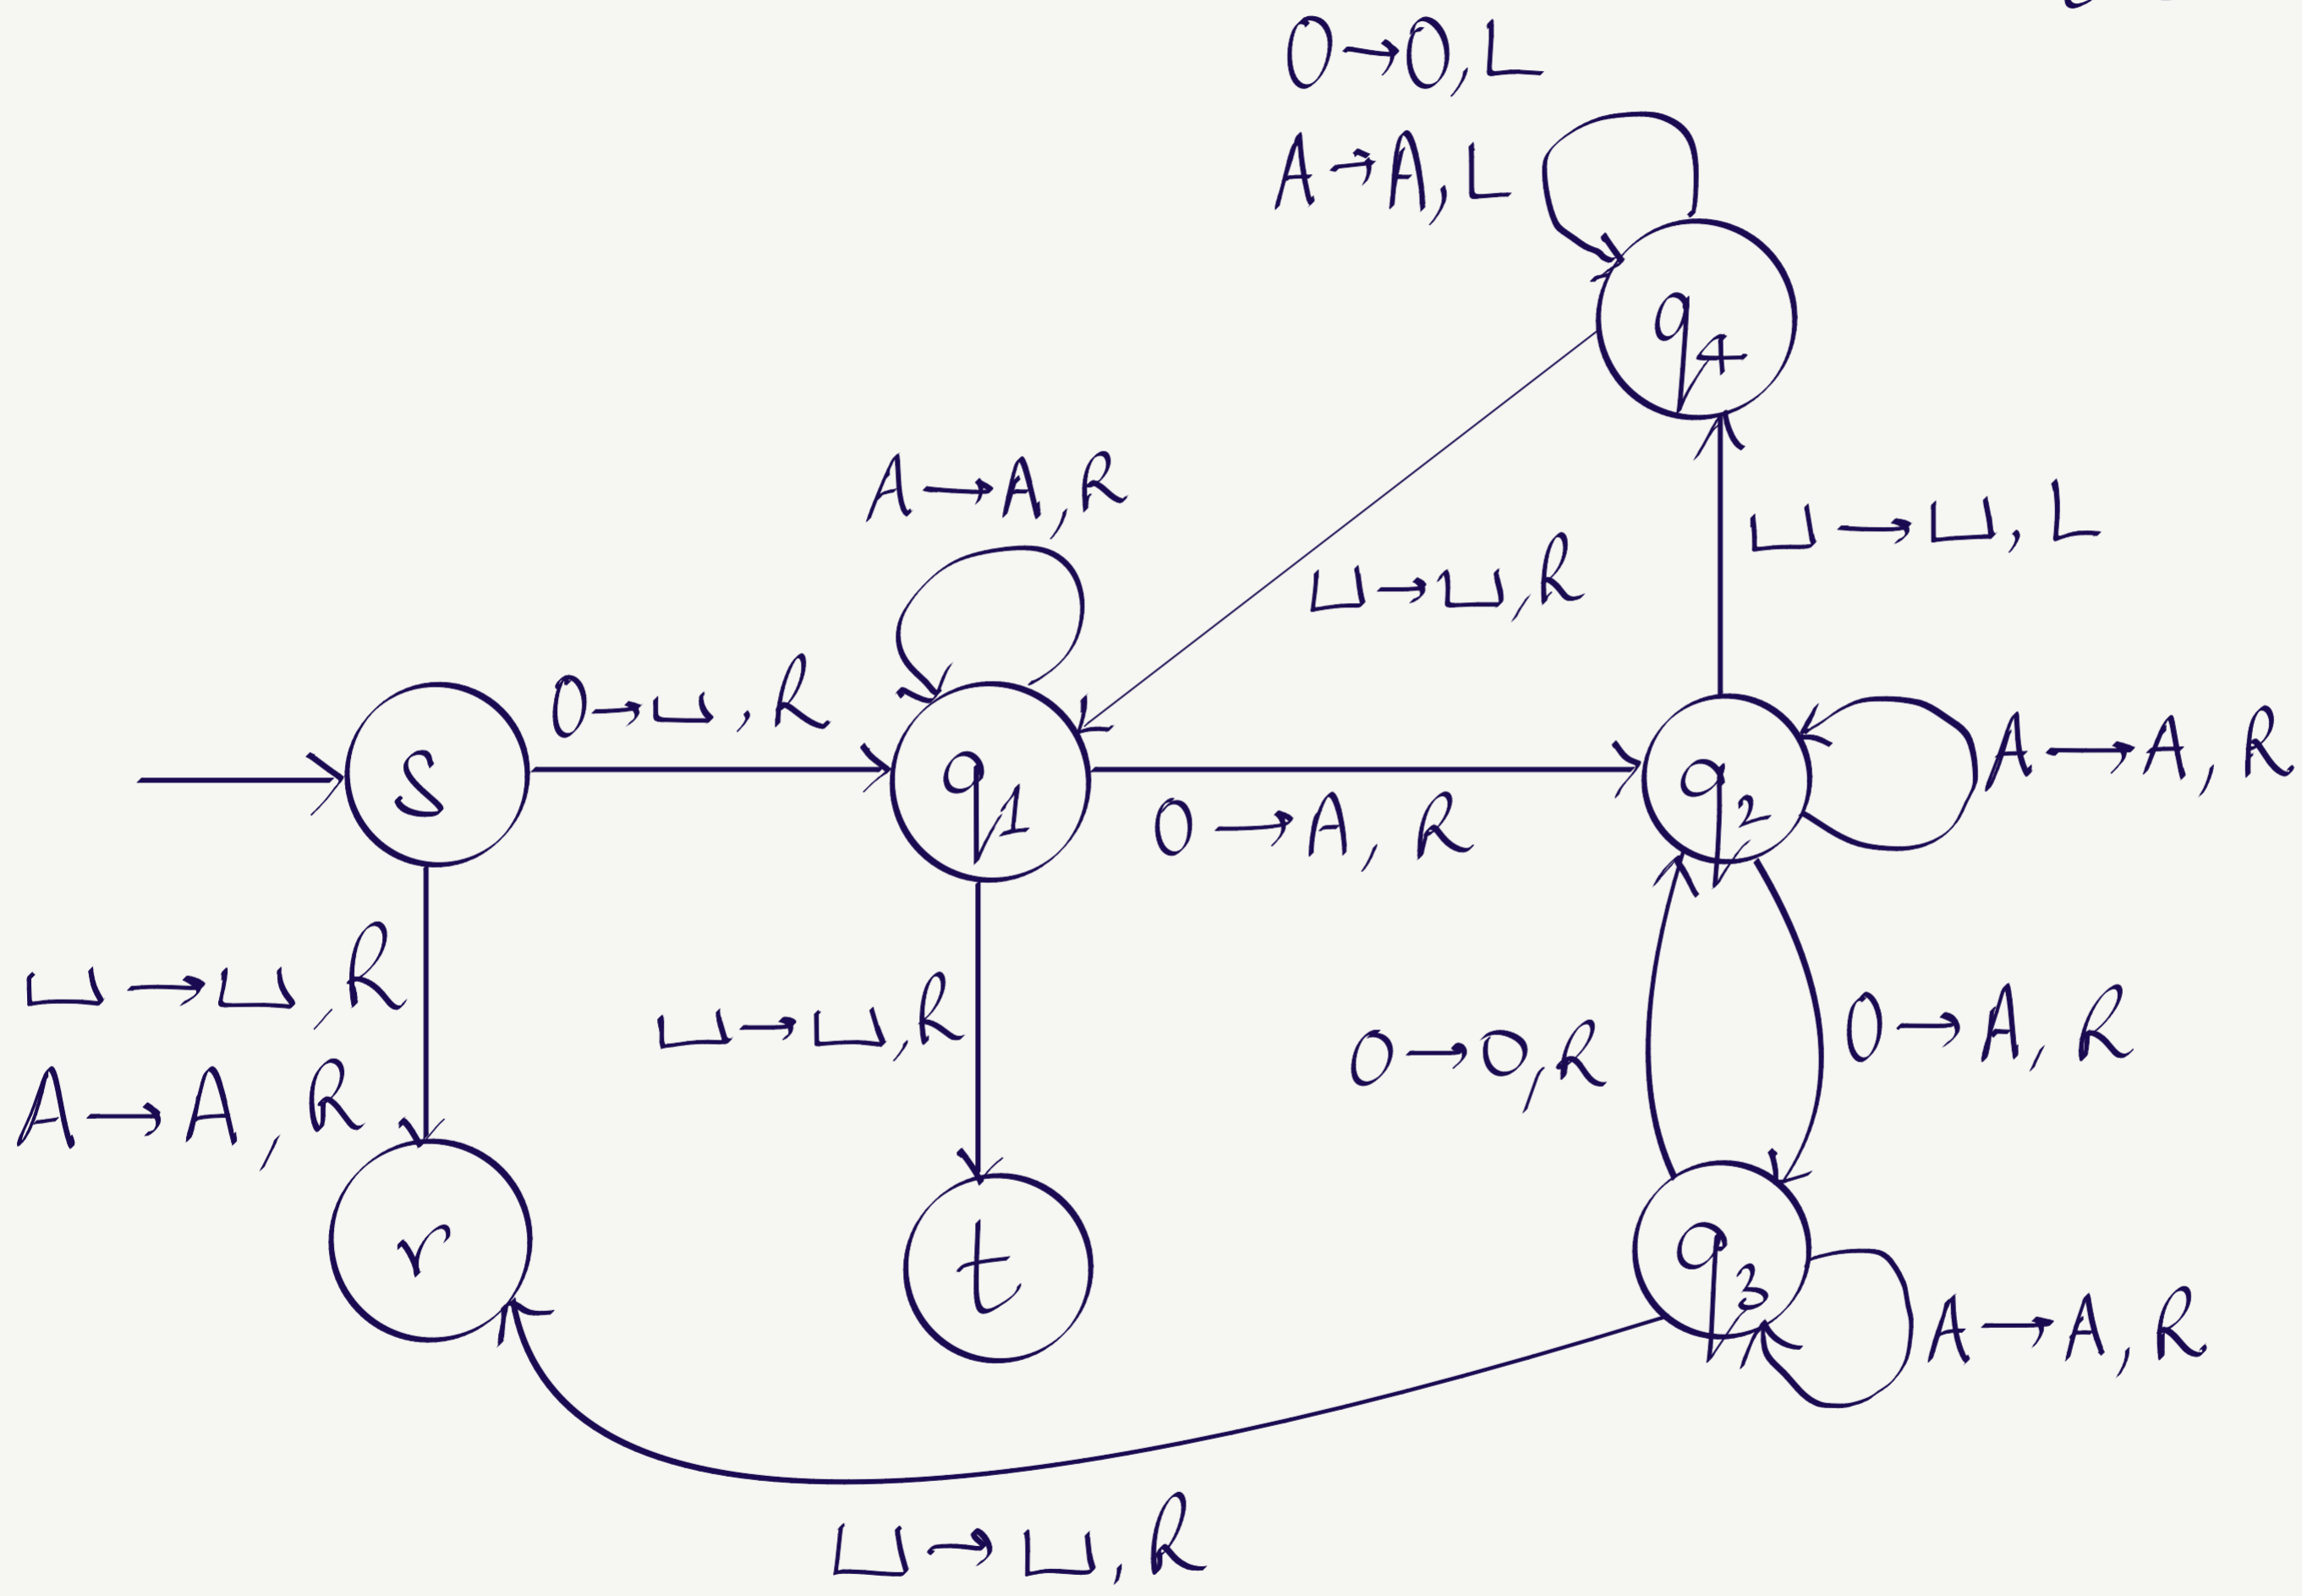 0→0,L
A→A,L
q4
A→A,R
⊔→⊔,L
⊔→⊔,R
0→⊔,R
S
q1
q2
A→A,R
0→A,R
⊔→⊔,R
A→A,R
⊔→⊔,R
0→0,R
0→A,R
r
t
q3
A→A,R
⊔→⊔,R